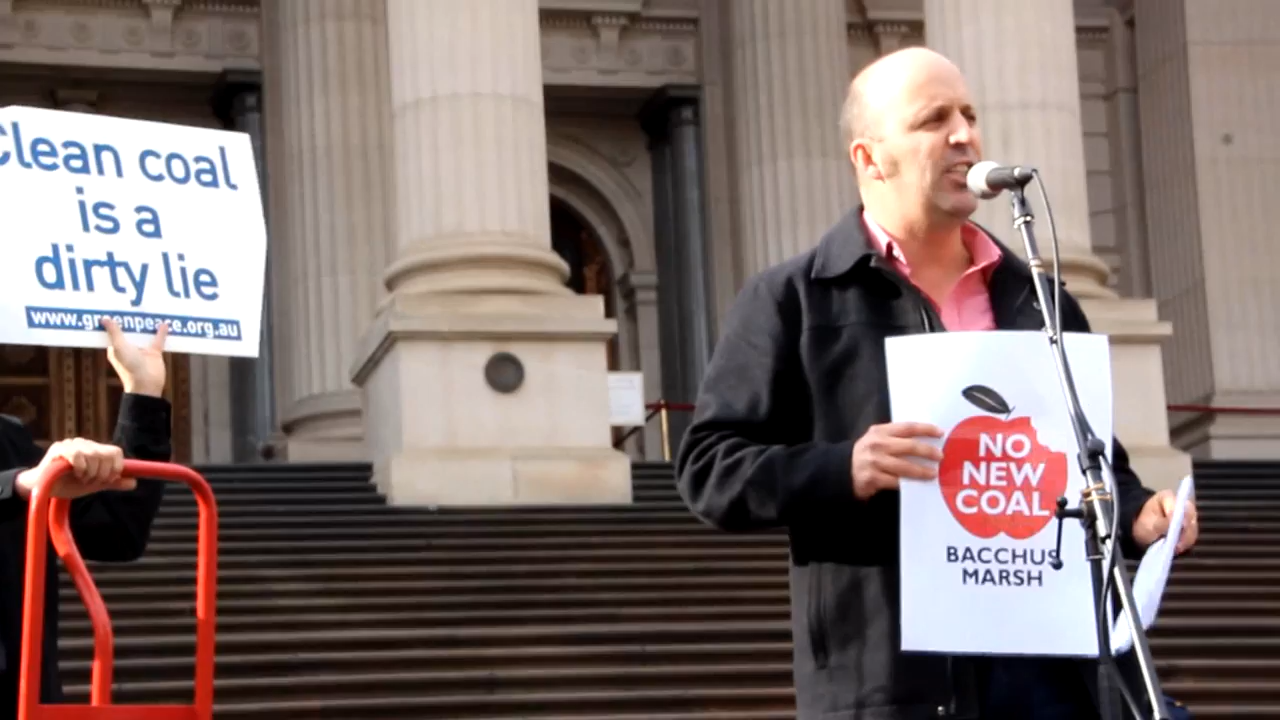 Clean coal
is a
dirty lie
www.greenpeace.org.au
NO
NEW
COAL
BACCHUS
MARSH